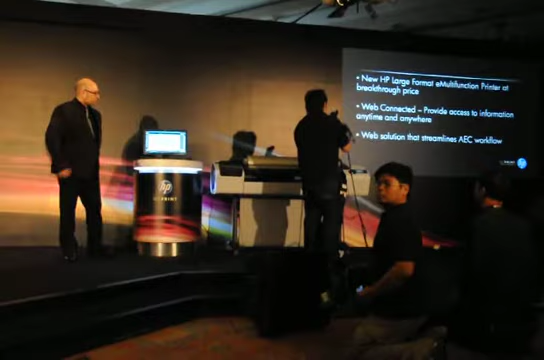 • New HP Large Format eMultifunction Printer at
breakthrough price
• Web Connected – Provide access to information
anytime and anywhere
• Web solution that streamlines AEC workflow
hp
hp